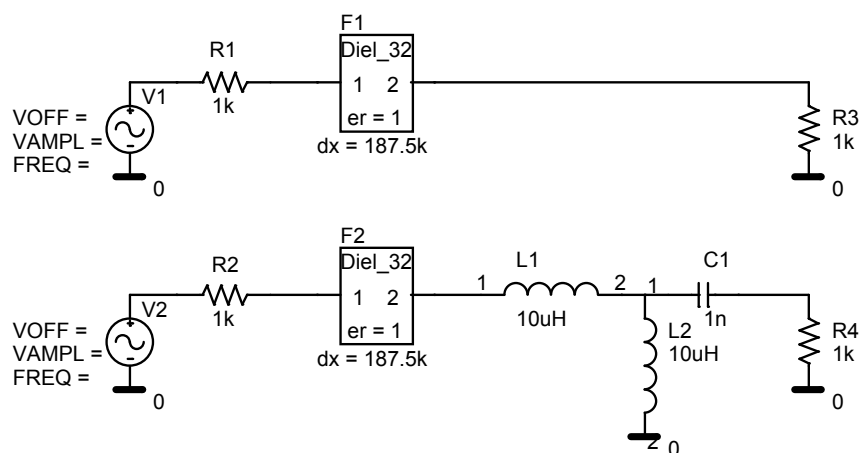 F1
Diel_32
R1
1 2
V1
1k
VOFF =
VAMPL =
FREQ =
er = 1
dx = 187.5k
R3
1k
0
0
F2
Diel_32
R2
L1
C1
1 2
1
2
1
V2
1k
10uH
1n
VOFF =
VAMPL =
FREQ =
er = 1
dx = 187.5k
L2
10uH
R4
1k
0
0
2
0